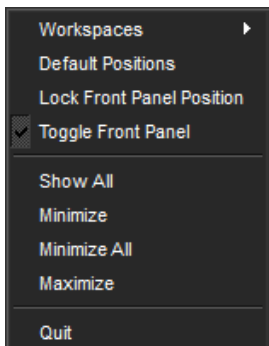 Workspaces
Default Positions
Lock Front Panel Position
Toggle Front Panel
Show All
Minimize
Minimize All
Maximize
Quit